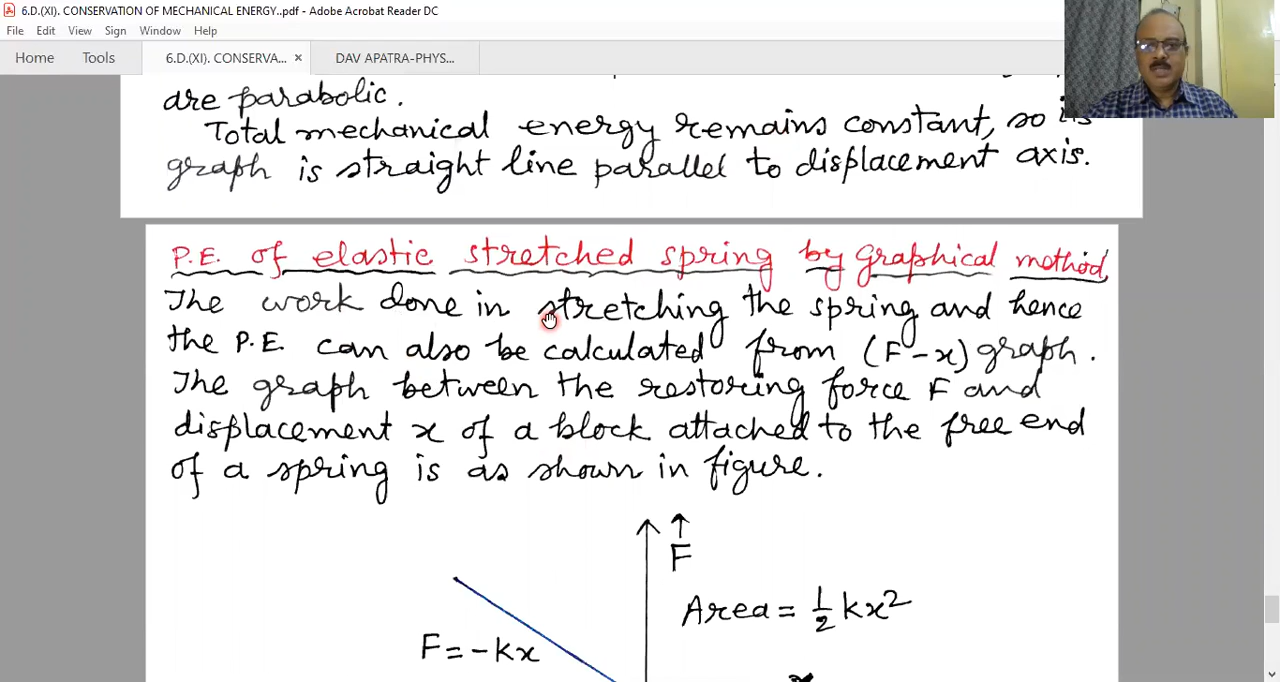 6.D.(XI). CONSERVATION OF MECHANICAL ENERGY..pdf - Adobe Acrobat Reader DC
File Edit View Sign Window Help
Home Tools 6.D.(XI). CONSERVA... × DAV APATRA-PHYS...
are parabolic.
Total mechanical energy remains constant, so its
graph is straight line parallel to displacement axis.
P.E. of elastic stretched spring by graphical method.
The work done in stretching the spring and hence
the P.E. can also be calculated from (F-x) graph.
The graph between the restoring force F and
displacement x of a block attached to the free end
of a spring is as shown in figure.
F
Area = 1/2 kx²
F = -kx
x